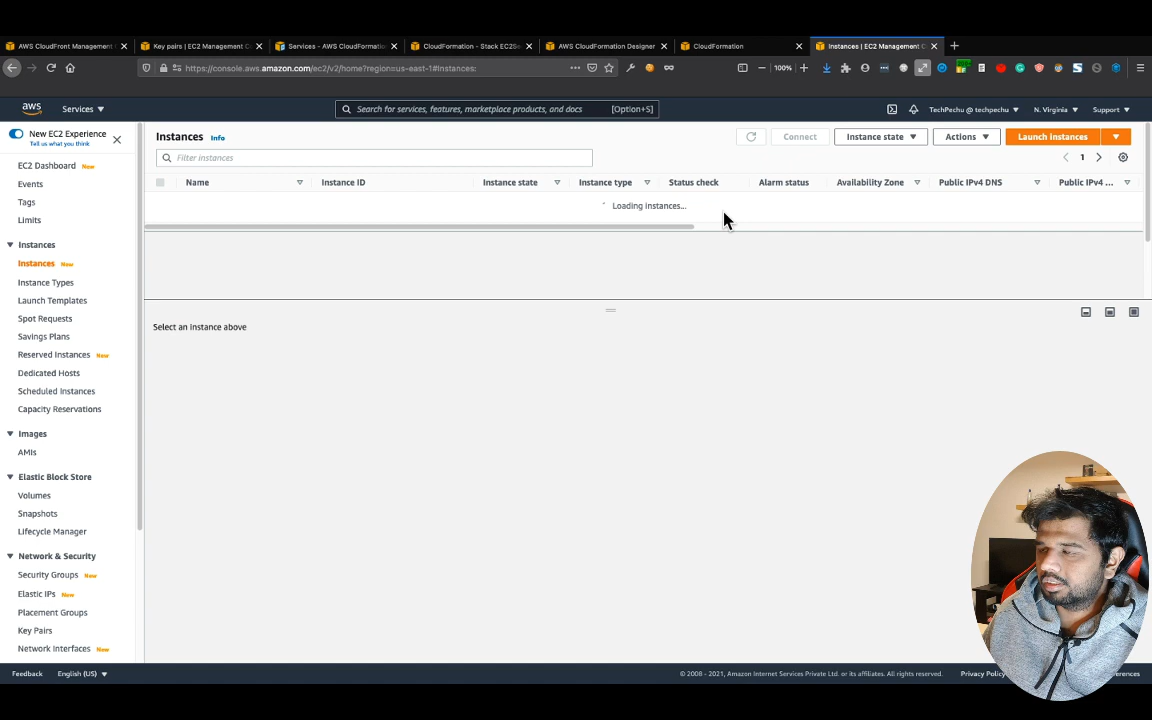 AWS CloudFront Management
Key pairs | EC2 Management C
Services - AWS CloudFormation
CloudFormation - Stack EC2Se
AWS CloudFormation Designer
CloudFormation
Instances | EC2 Management C
https://console.aws.amazon.com/ec2/v2/home?region=us-east-1#Instances:
100%
aws
Services
Search for services, features, marketplace products, and docs
[Option+S]
TechPechu @ techpechu
N. Virginia
Support
New EC2 Experience
Tell us what you think
EC2 Dashboard New
Events
Tags
Limits
Instances
Instances New
Instance Types
Launch Templates
Spot Requests
Savings Plans
Reserved Instances New
Dedicated Hosts
Scheduled Instances
Capacity Reservations
Images
AMIs
Elastic Block Store
Volumes
Snapshots
Lifecycle Manager
Network & Security
Security Groups New
Elastic IPs New
Placement Groups
Key Pairs
Network Interfaces New
Instances Info
Connect
Instance state
Actions
Launch instances
Filter instances
1
Name
Instance ID
Instance state
Instance type
Status check
Alarm status
Availability Zone
Public IPv4 DNS
Public IPv4 ...
Loading instances...
Select an instance above
Feedback
English (US)
© 2008 - 2021, Amazon Internet Services Private Ltd. or its affiliates. All rights reserved.
Privacy Policy